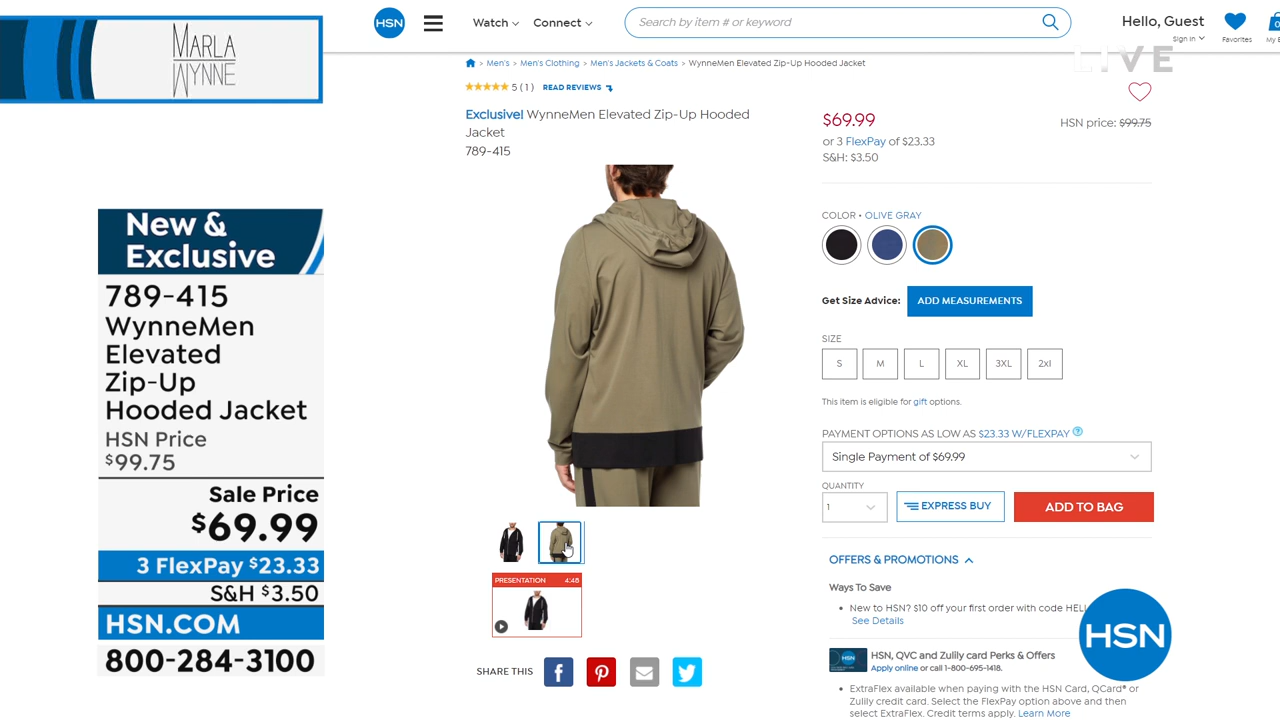 MARLA
WYNNE
New &
Exclusive
789-415
WynneMen
Elevated
Zip-Up
Hooded Jacket
HSN Price
$99.75
Sale Price
$69.99
3 FlexPay $23.33
S&H $3.50
HSN.COM
800-284-3100
HSN
Watch
Connect
Search by item # or keyword
Hello, Guest
Sign In
Favorites
0
LIVE
> Men's > Men's Clothing > Men's Jackets & Coats > WynneMen Elevated Zip-Up Hooded Jacket
5 ( 1 ) READ REVIEWS
Exclusive! WynneMen Elevated Zip-Up Hooded
Jacket
789-415
PRESENTATION 4:48
SHARE THIS
$69.99
HSN price: $99.75
or 3 FlexPay of $23.33
S&H: $3.50
COLOR • OLIVE GRAY
Get Size Advice: ADD MEASUREMENTS
SIZE
S M L XL 3XL 2xl
This item is eligible for gift options.
PAYMENT OPTIONS AS LOW AS $23.33 W/FLEXPAY ?
Single Payment of $69.99
QUANTITY
1
EXPRESS BUY
ADD TO BAG
OFFERS & PROMOTIONS
Ways To Save
• New to HSN? $10 off your first order with code
See Details
HSN, QVC and Zulily card Perks & Offers
Apply online or call 1-800-695-1418.
• ExtraFlex available when paying with the HSN Card, QCard® or
Zulily credit card. Select the FlexPay option above and then
select ExtraFlex. Credit terms apply. Learn More
HSN